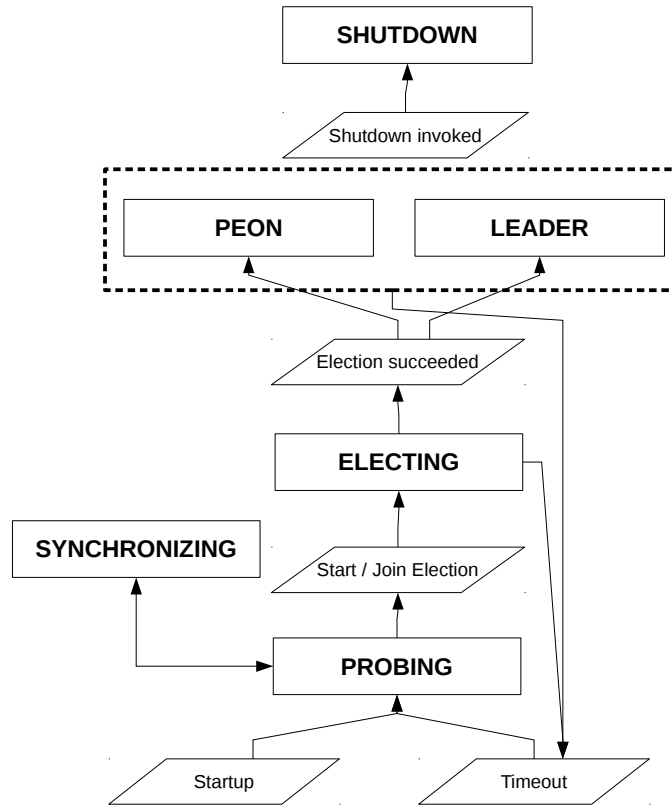 SHUTDOWN
Shutdown invoked
PEON
LEADER
Election succeeded
ELECTING
SYNCHRONIZING
Start / Join Election
PROBING
Startup
Timeout